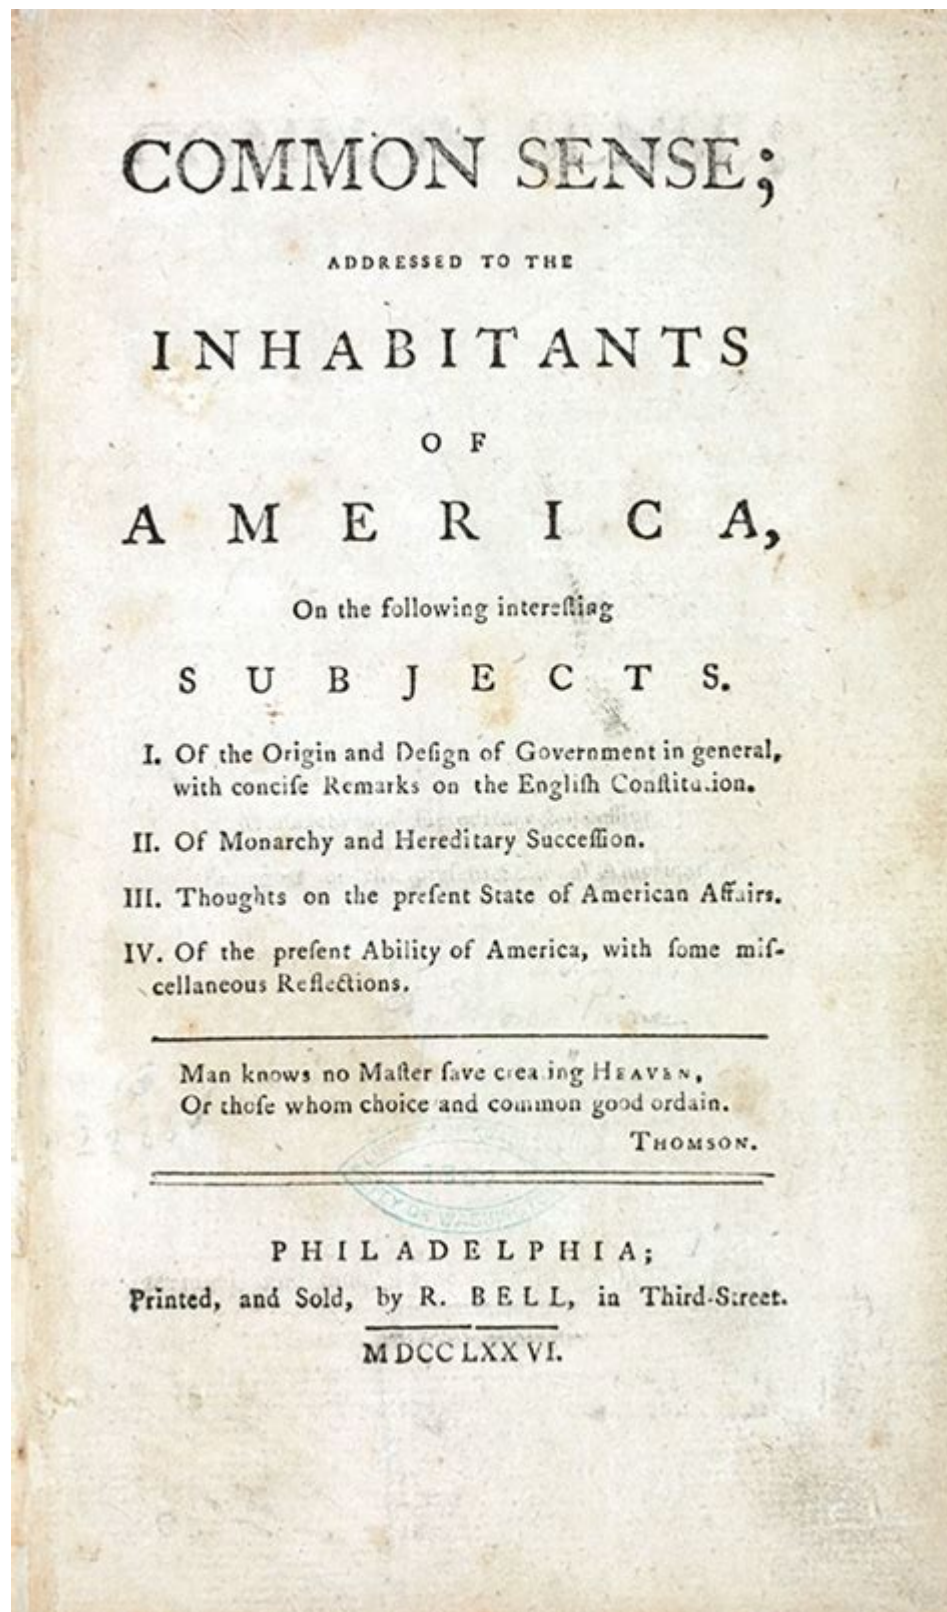 COMMON SENSE;
ADDRESSED TO THE
INHABITANTS
OF
AMERICA,
On the following intereſting
SUBJECTS.
I. Of the Origin and Deſign of Government in general,
with conciſe Remarks on the Engliſh Conſtitution.
II. Of Monarchy and Hereditary Succeſſion.
III. Thoughts on the preſent State of American Affairs.
IV. Of the preſent Ability of America, with ſome miſ-
cellaneous Reflections.
Man knows no Maſter ſave creating HEAVEN,
Or thoſe whom choice and common good ordain.
THOMSON.
PHILADELPHIA;
Printed, and Sold, by R. BELL, in Third-Street.
MDCCLXXVI.